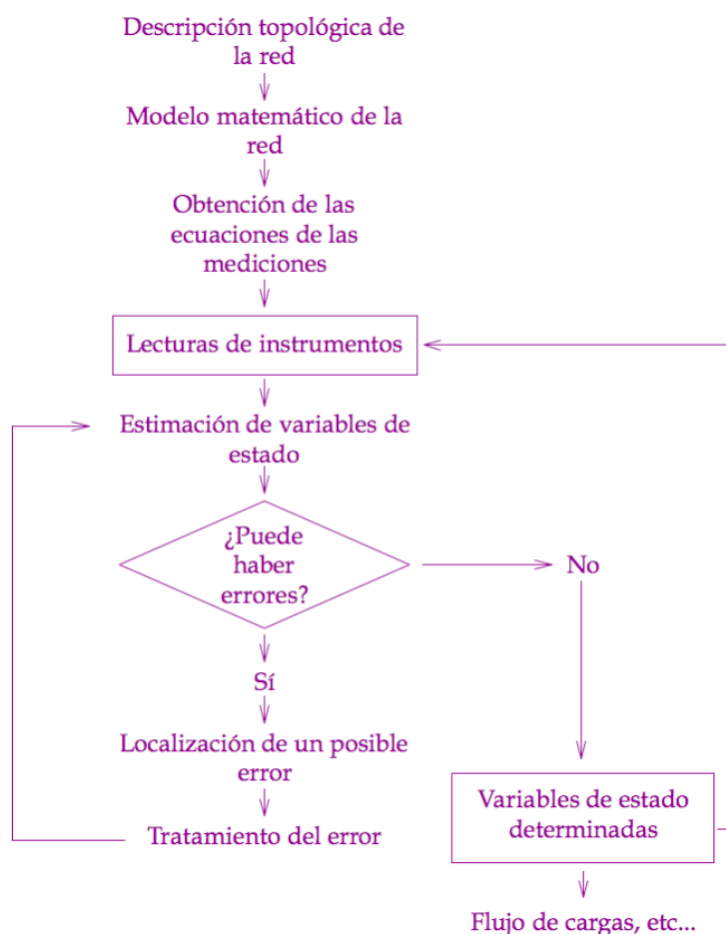 Descripción topológica de
la red
Modelo matemático de la
red
Obtención de las
ecuaciones de las
mediciones
Lecturas de instrumentos
Estimación de variables de
estado
¿Puede
haber
errores?
No
Sí
Localización de un posible
error
Tratamiento del error
Variables de estado
determinadas
Flujo de cargas, etc...